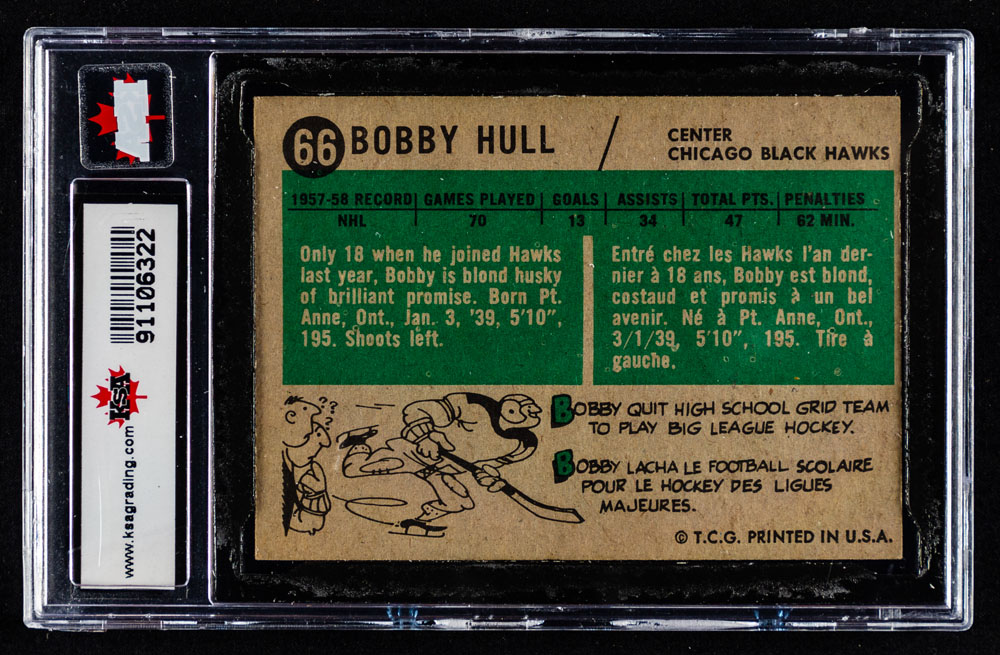 66 BOBBY HULL
CENTER
CHICAGO BLACK HAWKS
1957-58 RECORD GAMES PLAYED GOALS ASSISTS TOTAL PTS. PENALTIES
NHL 70 13 34 47 62 MIN.
Only 18 when he joined Hawks
last year, Bobby is blond husky
of brilliant promise. Born Pt.
Anne, Ont., Jan. 3, '39, 5'10",
195. Shoots left.
Entré chez les Hawks l'an der-
nier à 18 ans, Bobby est blond,
costaud et promis à un bel
avenir. Né à Pt. Anne, Ont.,
3/1/39, 5'10", 195. Tire à
gauche.
???
BOBBY QUIT HIGH SCHOOL GRID TEAM
TO PLAY BIG LEAGUE HOCKEY.
BOBBY LACHA LE FOOTBALL SCOLAIRE
POUR LE HOCKEY DES LIGUES
MAJEURES.
© T.C.G. PRINTED IN U.S.A.
91106322
KSA
www.ksagrading.com